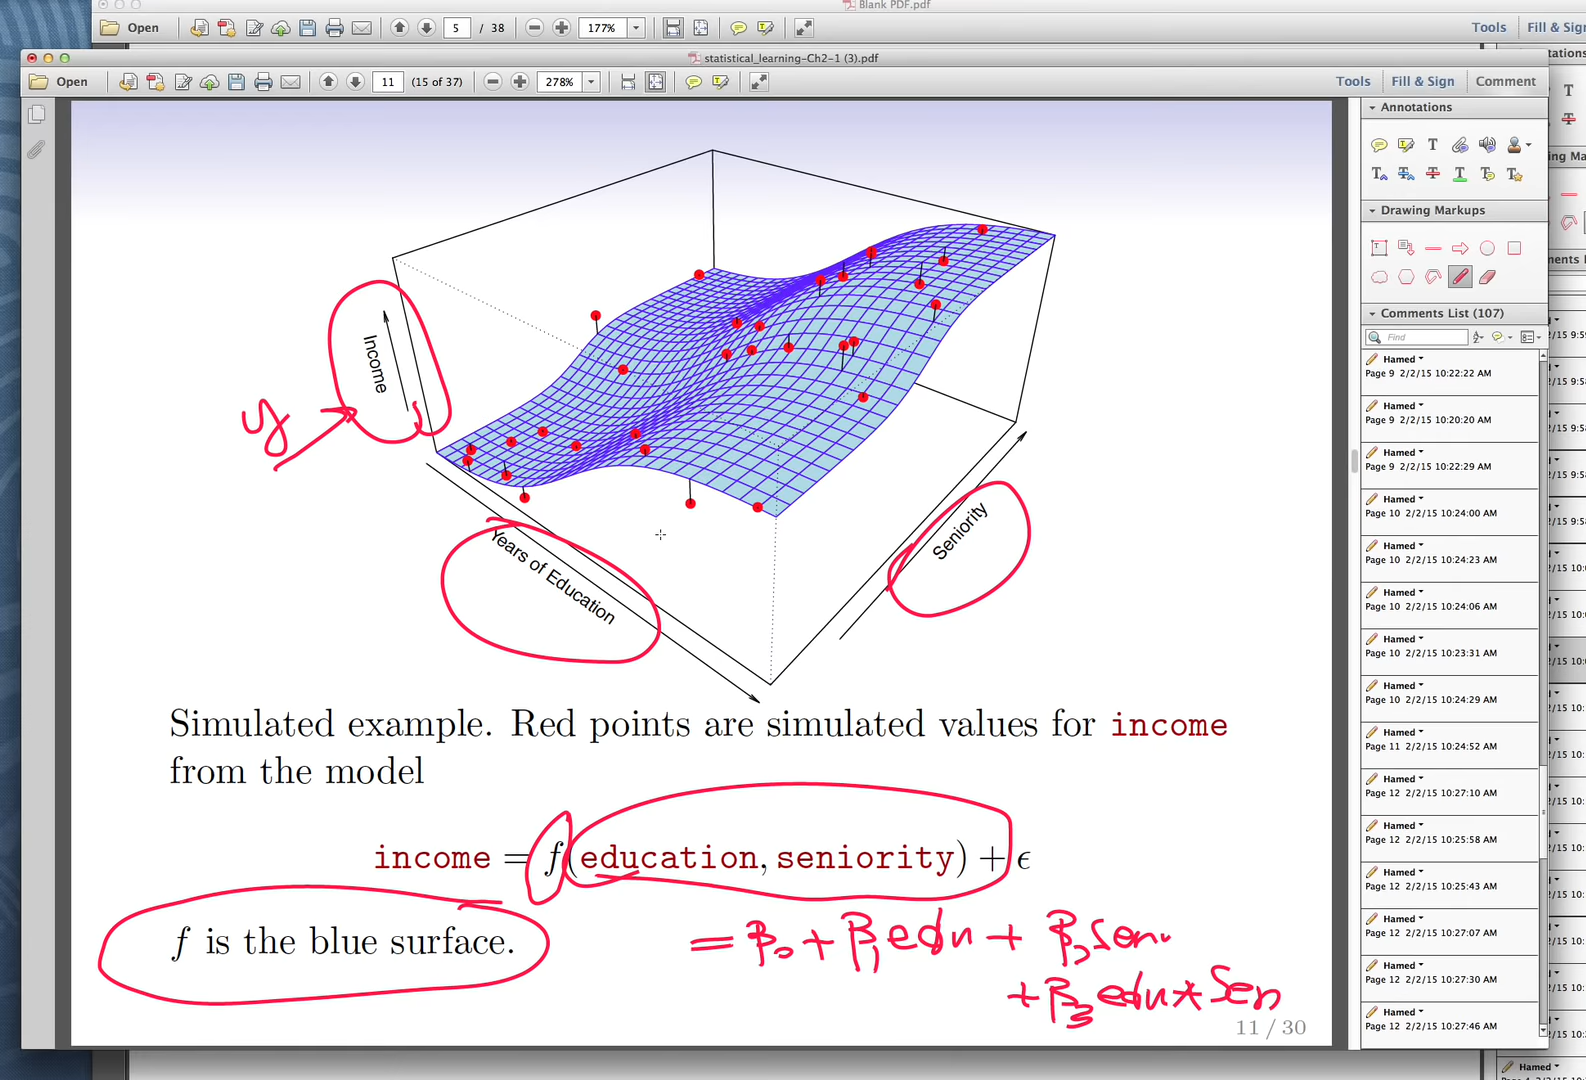 Blank PDF.pdf
Open
5 / 38
177%
Tools
Fill & Sign
statistical_learning-Ch2-1 (3).pdf
Open
11 (15 of 37)
278%
Tools
Fill & Sign
Comment
Annotations
Drawing Markups
Comments List (107)
Find
Hamed
Page 9 2/2/15 10:22:22 AM
Hamed
Page 9 2/2/15 10:20:20 AM
Hamed
Page 9 2/2/15 10:22:29 AM
Hamed
Page 10 2/2/15 10:24:00 AM
Hamed
Page 10 2/2/15 10:24:23 AM
Hamed
Page 10 2/2/15 10:24:06 AM
Hamed
Page 10 2/2/15 10:23:31 AM
Hamed
Page 10 2/2/15 10:24:29 AM
Hamed
Page 11 2/2/15 10:24:52 AM
Hamed
Page 12 2/2/15 10:27:10 AM
Hamed
Page 12 2/2/15 10:25:58 AM
Hamed
Page 12 2/2/15 10:25:43 AM
Hamed
Page 12 2/2/15 10:27:07 AM
Hamed
Page 12 2/2/15 10:27:30 AM
Hamed
Page 12 2/2/15 10:27:46 AM
Hamed
Income
y
Years of Education
Seniority
Simulated example. Red points are simulated values for income
from the model
income = f(education, seniority) + ϵ
f is the blue surface.
= β₀ + β₁ edu + β₂ Sen
+ β₃ edu * Sen
11 / 30